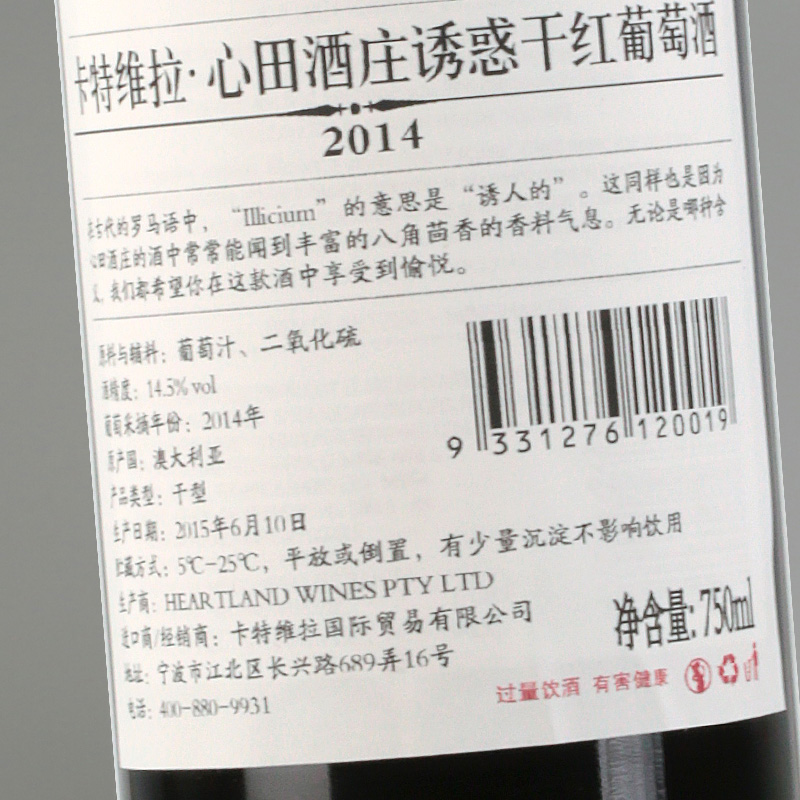 卡特维拉·心田酒庄诱惑干红葡萄酒
2014
在古代的罗马语中，“Illicium”的意思是“诱人的”。这同样也是因为
心田酒庄的酒中常常能闻到丰富的八角茴香的香料气息。无论是哪种含
义，我们都希望你在这款酒中享受到愉悦。
原料与辅料：葡萄汁、二氧化硫
酒精度：14.5% vol
葡萄采摘年份：2014年
原产国：澳大利亚
产品类型：干型
生产日期：2015年6月10日
贮藏方式：5℃-25℃，平放或倒置，有少量沉淀不影响饮用
生产商：HEARTLAND WINES PTY LTD
进口商/经销商：卡特维拉国际贸易有限公司
地址：宁波市江北区长兴路689弄16号
电话：400-880-9931
9 331276 120019
净含量: 750ml
过量饮酒 有害健康